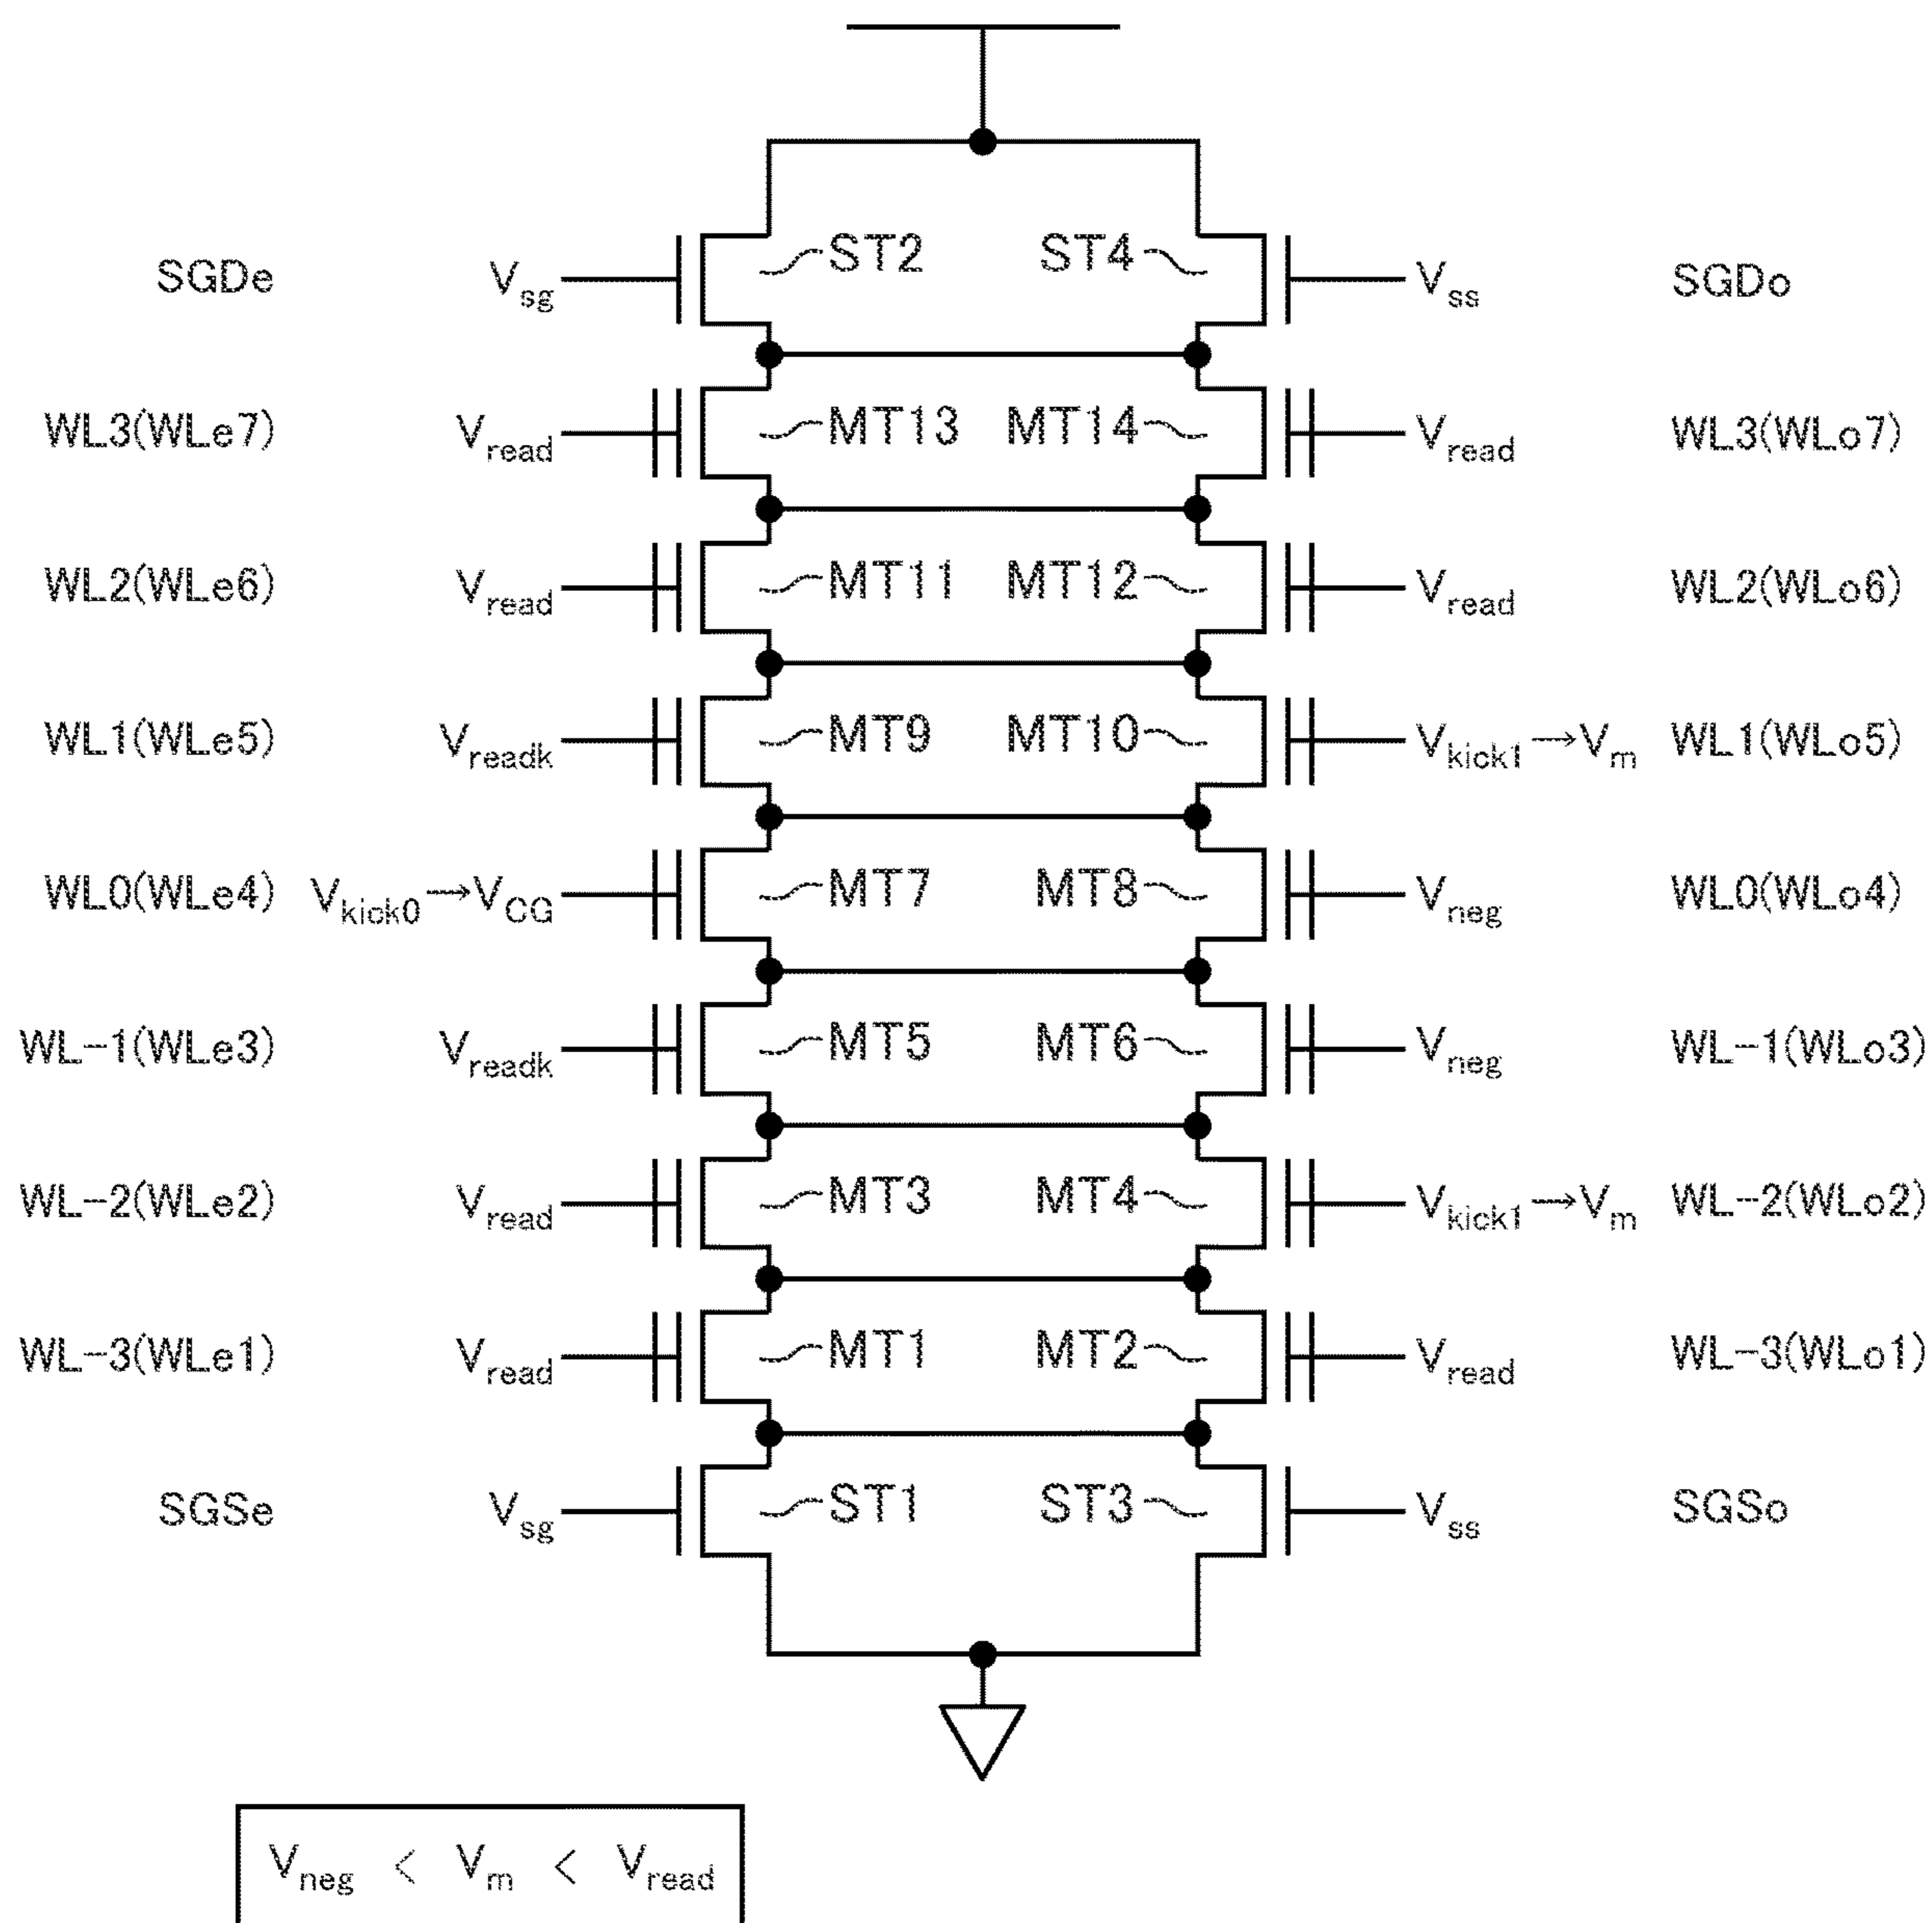 SGDe V_sg ST2 ST4 V_ss SGDo
WL3(WLe7) V_read MT13 MT14 V_read WL3(WLo7)
WL2(WLe6) V_read MT11 MT12 V_read WL2(WLo6)
WL1(WLe5) V_readk MT9 MT10 V_kick1→V_m WL1(WLo5)
WL0(WLe4) V_kick0→V_CG MT7 MT8 V_neg WL0(WLo4)
WL-1(WLe3) V_readk MT5 MT6 V_neg WL-1(WLo3)
WL-2(WLe2) V_read MT3 MT4 V_kick1→V_m WL-2(WLo2)
WL-3(WLe1) V_read MT1 MT2 V_read WL-3(WLo1)
SGSe V_sg ST1 ST3 V_ss SGSo
V_neg < V_m < V_read